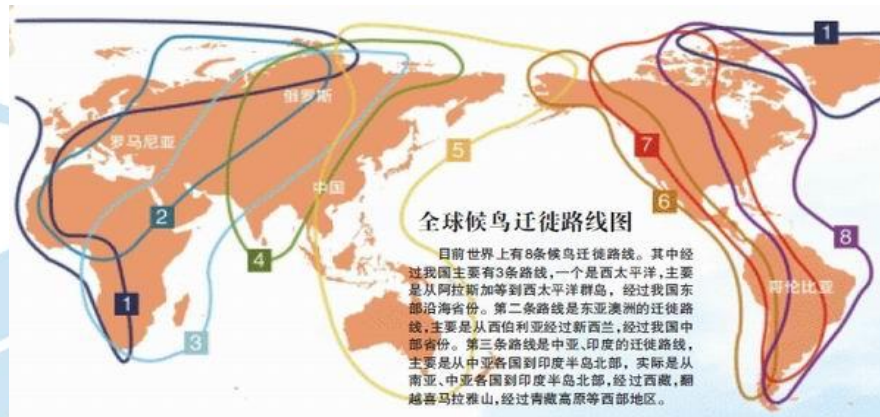 1
1
俄罗斯
罗马尼亚
7
5
中国
6
2
全球候鸟迁徙路线图
8
4
目前世界上有8条候鸟迁徙路线。其中经
过我国主要有3条路线,一个是西太平洋,主要
是从阿拉斯加等到西太平洋群岛，经过我国东
部沿海省份。第二条路线是东亚澳洲的迁徙路
线,主要是从西伯利亚经过新西兰,经过我国中
部省份。第三条路线是中亚、印度的迁徙路线,
主要是从中亚各国到印度半岛北部，实际是从
南亚、中亚各国到印度半岛北部,经过西藏,翻
越喜马拉雅山,经过青藏高原等西部地区。
哥伦比亚
3